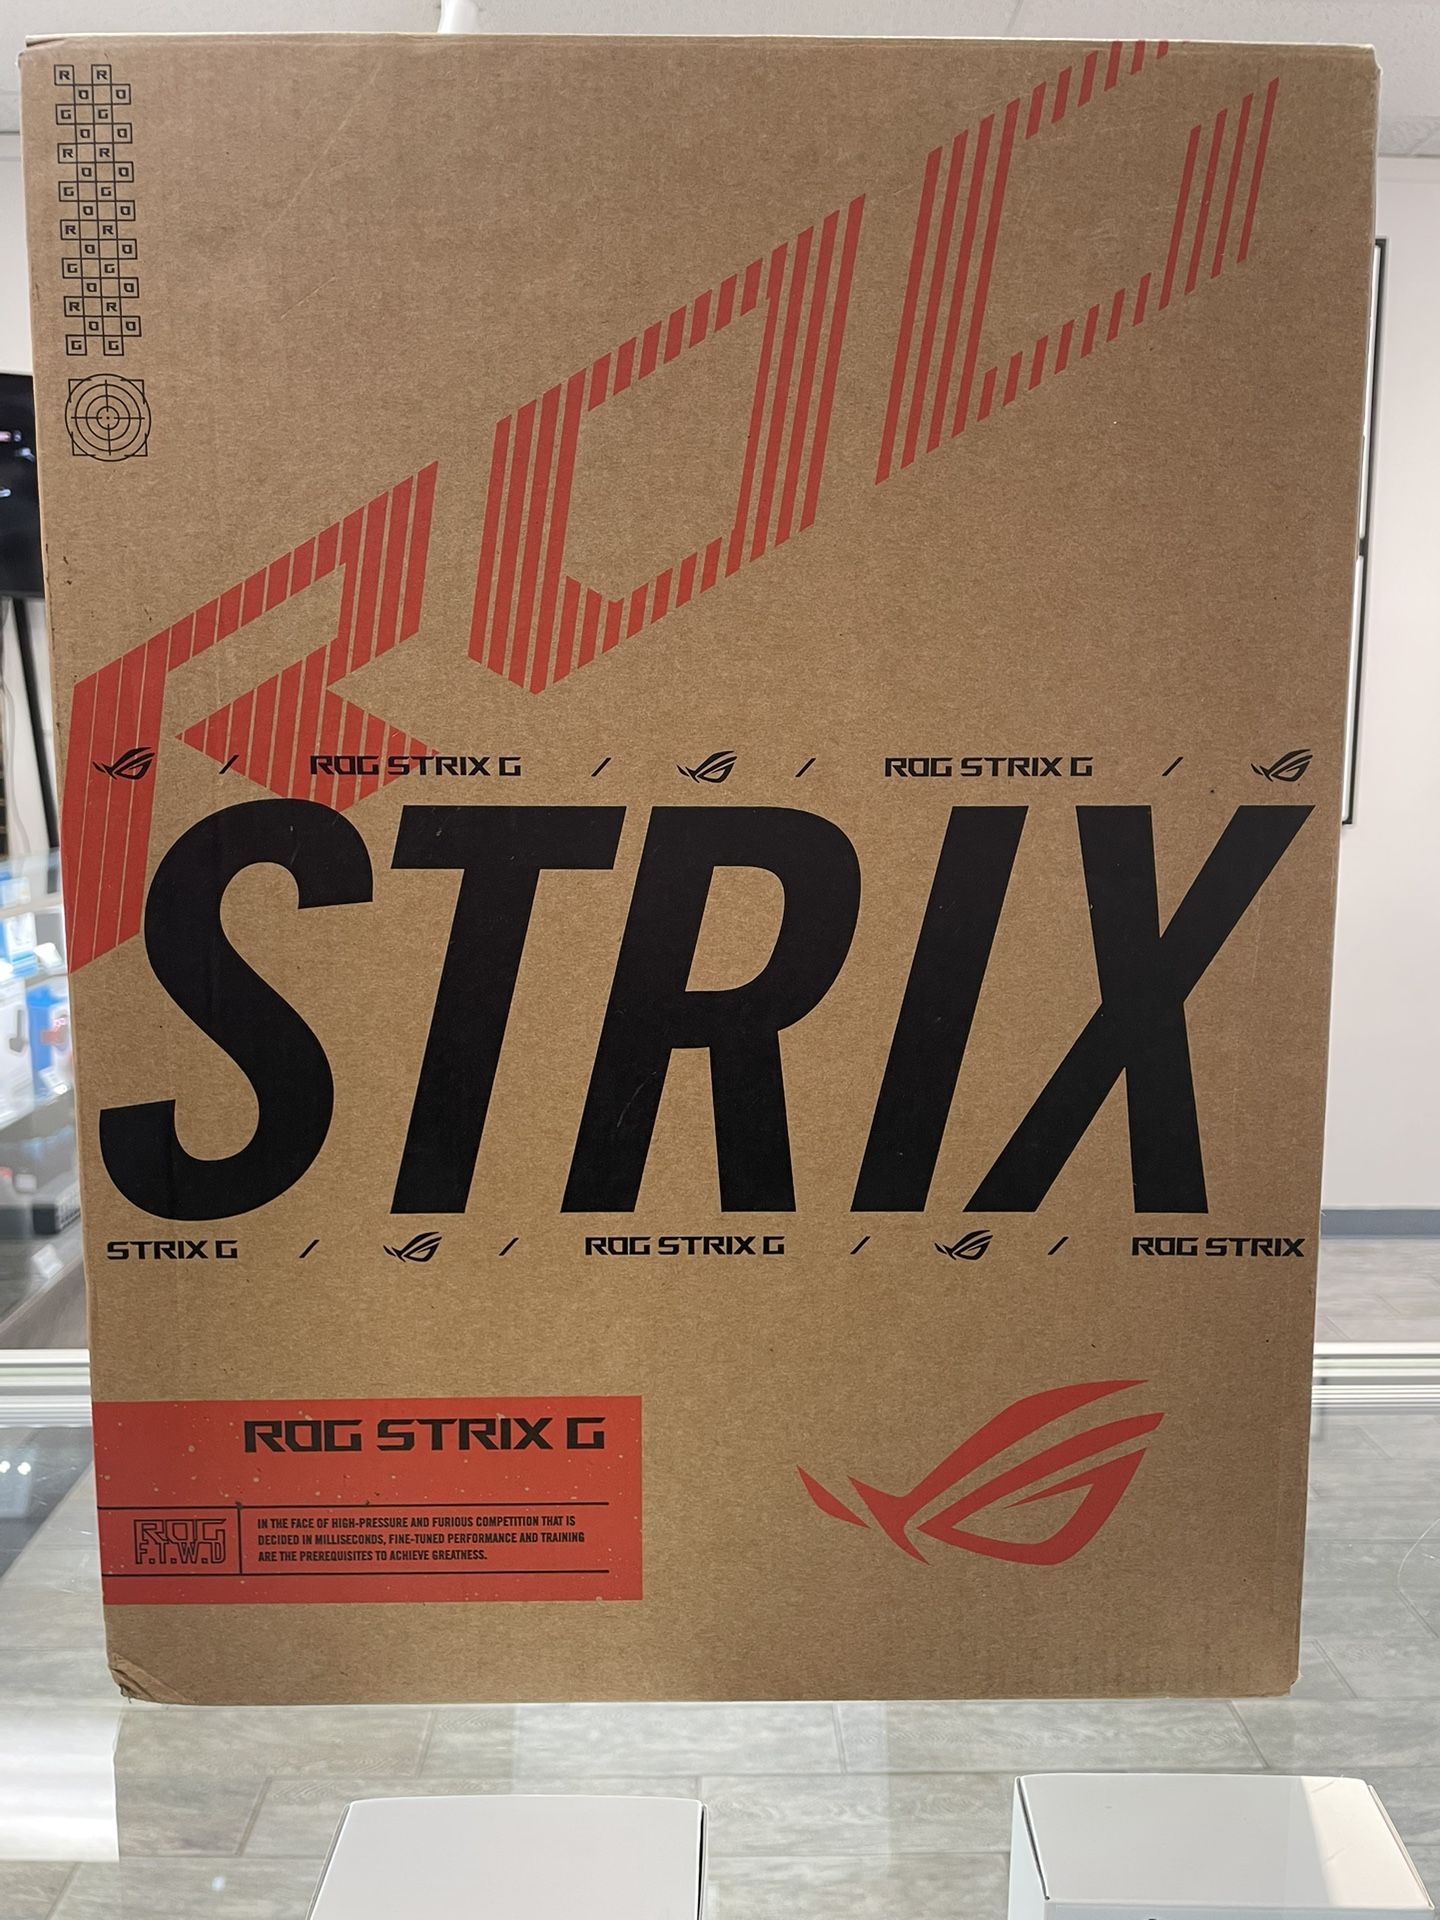 R R
O O
G G
O O
R R
O O
G G
O O
R R
O O
G G
O O
R R
O O
G G
ROG
ROG STRIX G / / ROG STRIX G /
STRIX
STRIX G / / ROG STRIX G / / ROG STRIX
ROG STRIX G
ROG
F.T.W.D
IN THE FACE OF HIGH-PRESSURE AND FURIOUS COMPETITION THAT IS
DECIDED IN MILLISECONDS, FINE-TUNED PERFORMANCE AND TRAINING
ARE THE PREREQUISITES TO ACHIEVE GREATNESS.